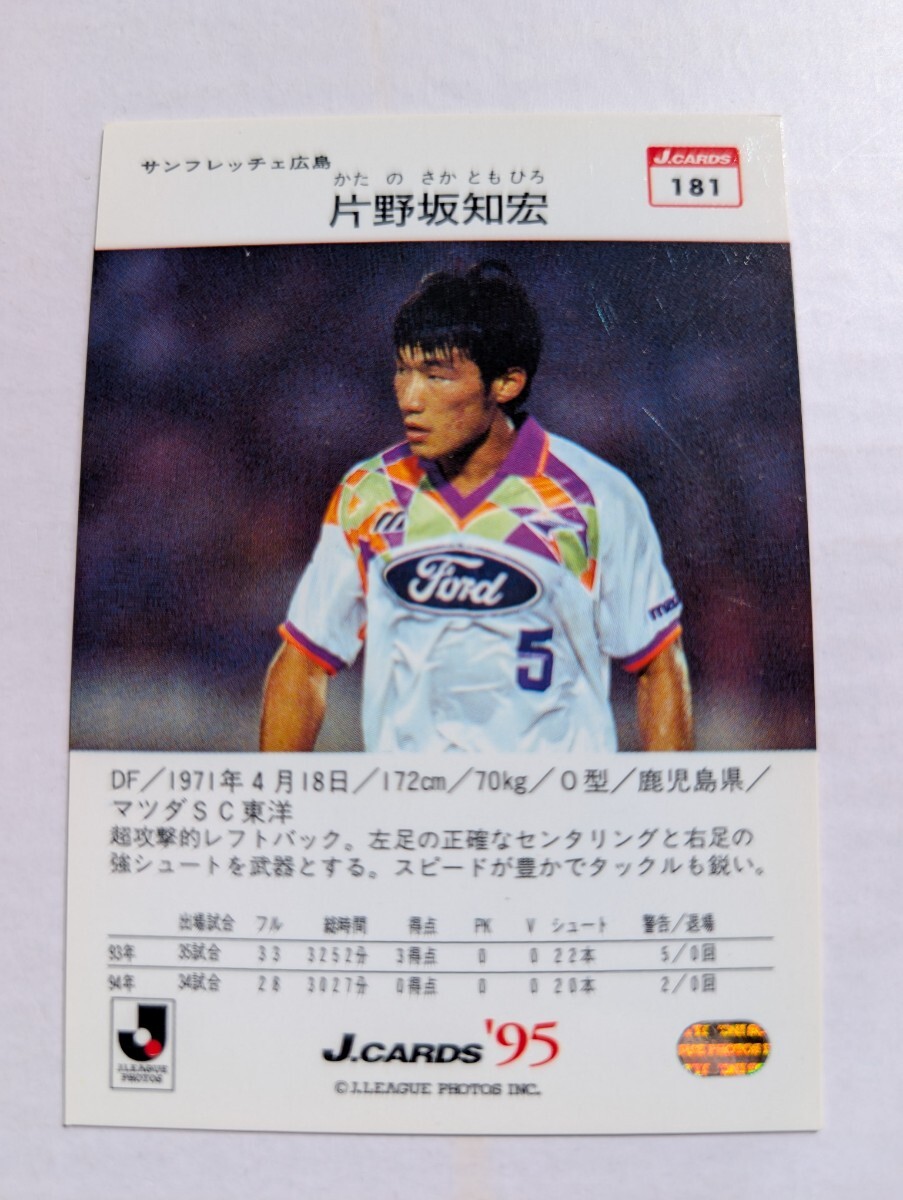 サンフレッチェ広島
J.CARDS
181
かた の さか とも ひろ
片野坂知宏
Ford
5
DF／1971年4月18日／172cm／70kg／O型／鹿児島県／
マツダSC東洋
超攻撃的レフトバック。左足の正確なセンタリングと右足の
強シュートを武器とする。スピードが豊かでタックルも鋭い。
出場試合 フル 総時間 得点 PK V シュート 警告／退場
93年 35試合 33 3252分 3得点 0 0 22本 5／0回
94年 34試合 28 3027分 0得点 0 0 20本 2／0回
J.LEAGUE
PHOTOS
J.CARDS '95
©J.LEAGUE PHOTOS INC.